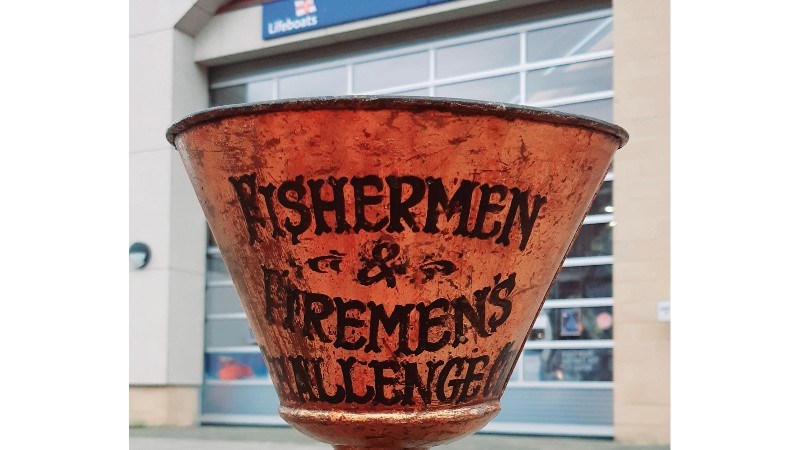 Lifeboats
FISHERMEN
&
FIREMEN'S
CHALLENGE